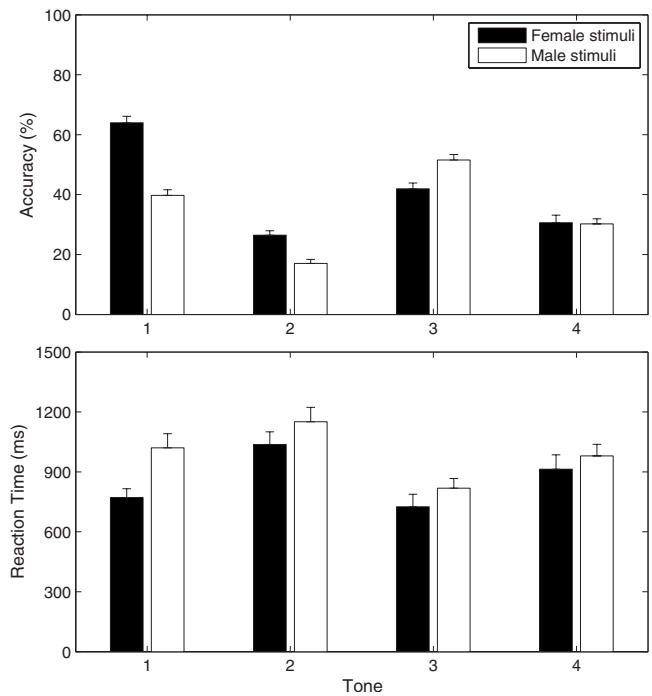 100
80
60
40
20
0
Accuracy (%)
Female stimuli
Male stimuli
1 2 3 4
1500
1200
900
600
300
0
Reaction Time (ms)
1 2 3 4
Tone